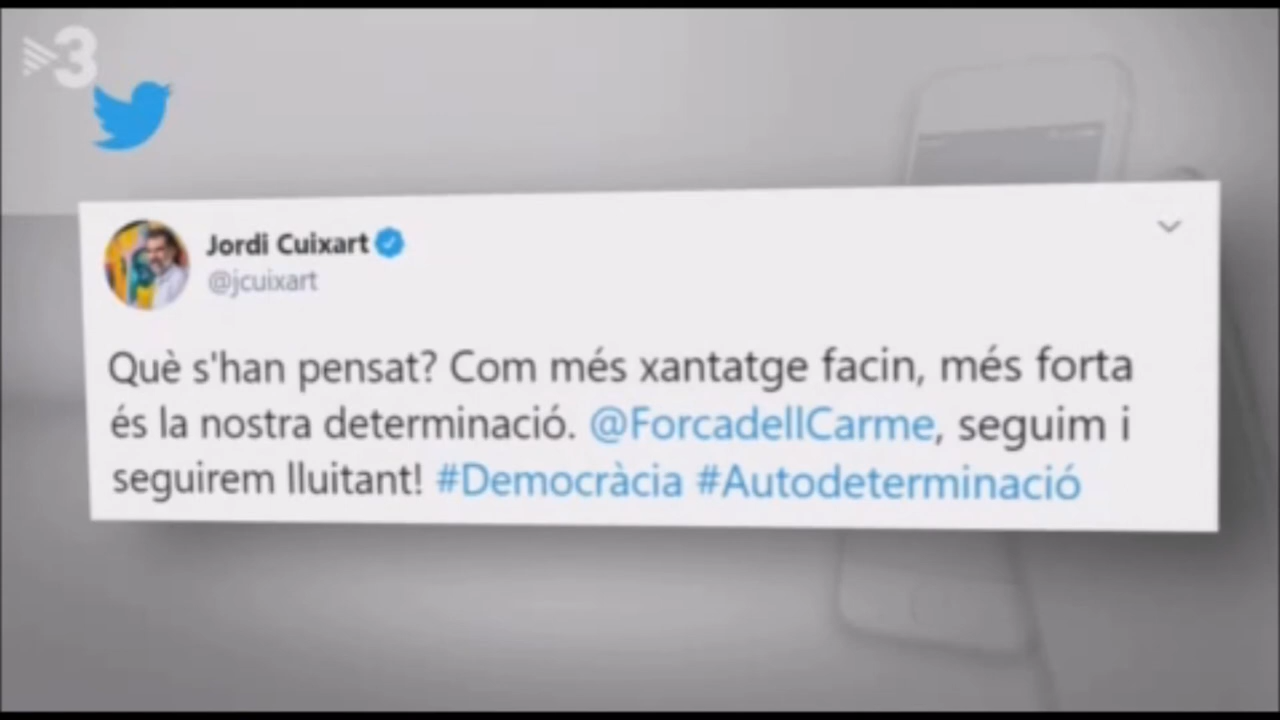 3
Jordi Cuixart
@jcuixart
Què s'han pensat? Com més xantatge facin, més forta
és la nostra determinació. @ForcadellCarme, seguim i
seguirem lluitant! #Democràcia #Autodeterminació